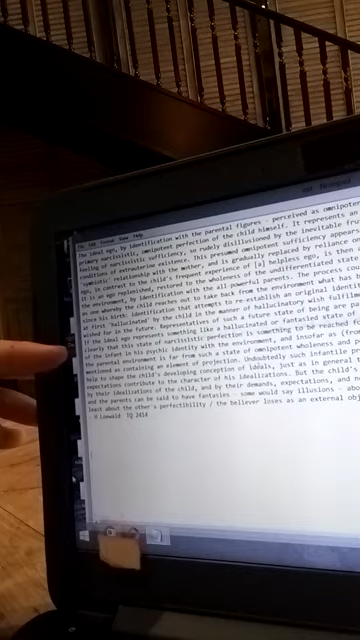 File Edit Format View Help
The ideal ego, by identification with the parental figures - perceived as omnipoten
primary narcissistic, omnipotent perfection of the child himself. It represents an
feeling of narcissistic sufficiency, so rudely disillusioned by the inevitable frus
conditions of extrauterine existence. This presumed omnipotent sufficiency appears
'symbiotic' relationship with the mother, and is gradually replaced by reliance on
ego, in contrast to the child's frequent experience of [a] helpless ego, is then a
it is an ego replenished, restored to the wholeness of the undifferentiated state
the environment, by identification with the all-powerful parents. The process cou
as one whereby the child reaches out to take back from the environment what has b
since his birth: identification that attempts to re-establish an original identit
at first 'hallucinated' by the child in the manner of hallucinatory wish fulfillm
wished for in the future. Representatives of such a future state of being are
if the ideal ego represents something like a hallucinated or fantasied state of
clearly that this state of narcissistic perfection is something to be reached fo
of the infant in his psychic identity with the environment, and insofar as (fro
the parental environment is far from such a state of omnipotent wholeness and pe
mentioned as containing an element of projection. Undoubtedly such infantile pr
help to shape the child's developing conception of ideals, just as in general t
expectations contribute to the character of his idealizations. But the child's
by their idealizations of the child, and by their demands, expectations, and n
and the parents can be said to have fantasies - some would say illusions - abo
least about the other's perfectibility / the believer loses as an external obj
H Loewald IQ 2414